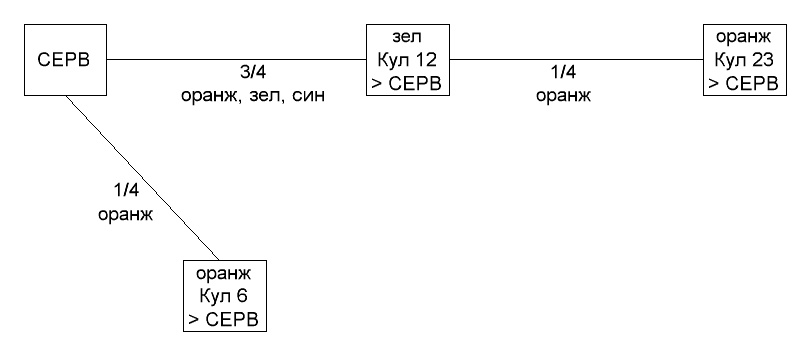 СЕРВ
3/4
оранж, зел, син
зел
Кул 12
> СЕРВ
1/4
оранж
оранж
Кул 23
> СЕРВ
1/4
оранж
оранж
Кул 6
> СЕРВ